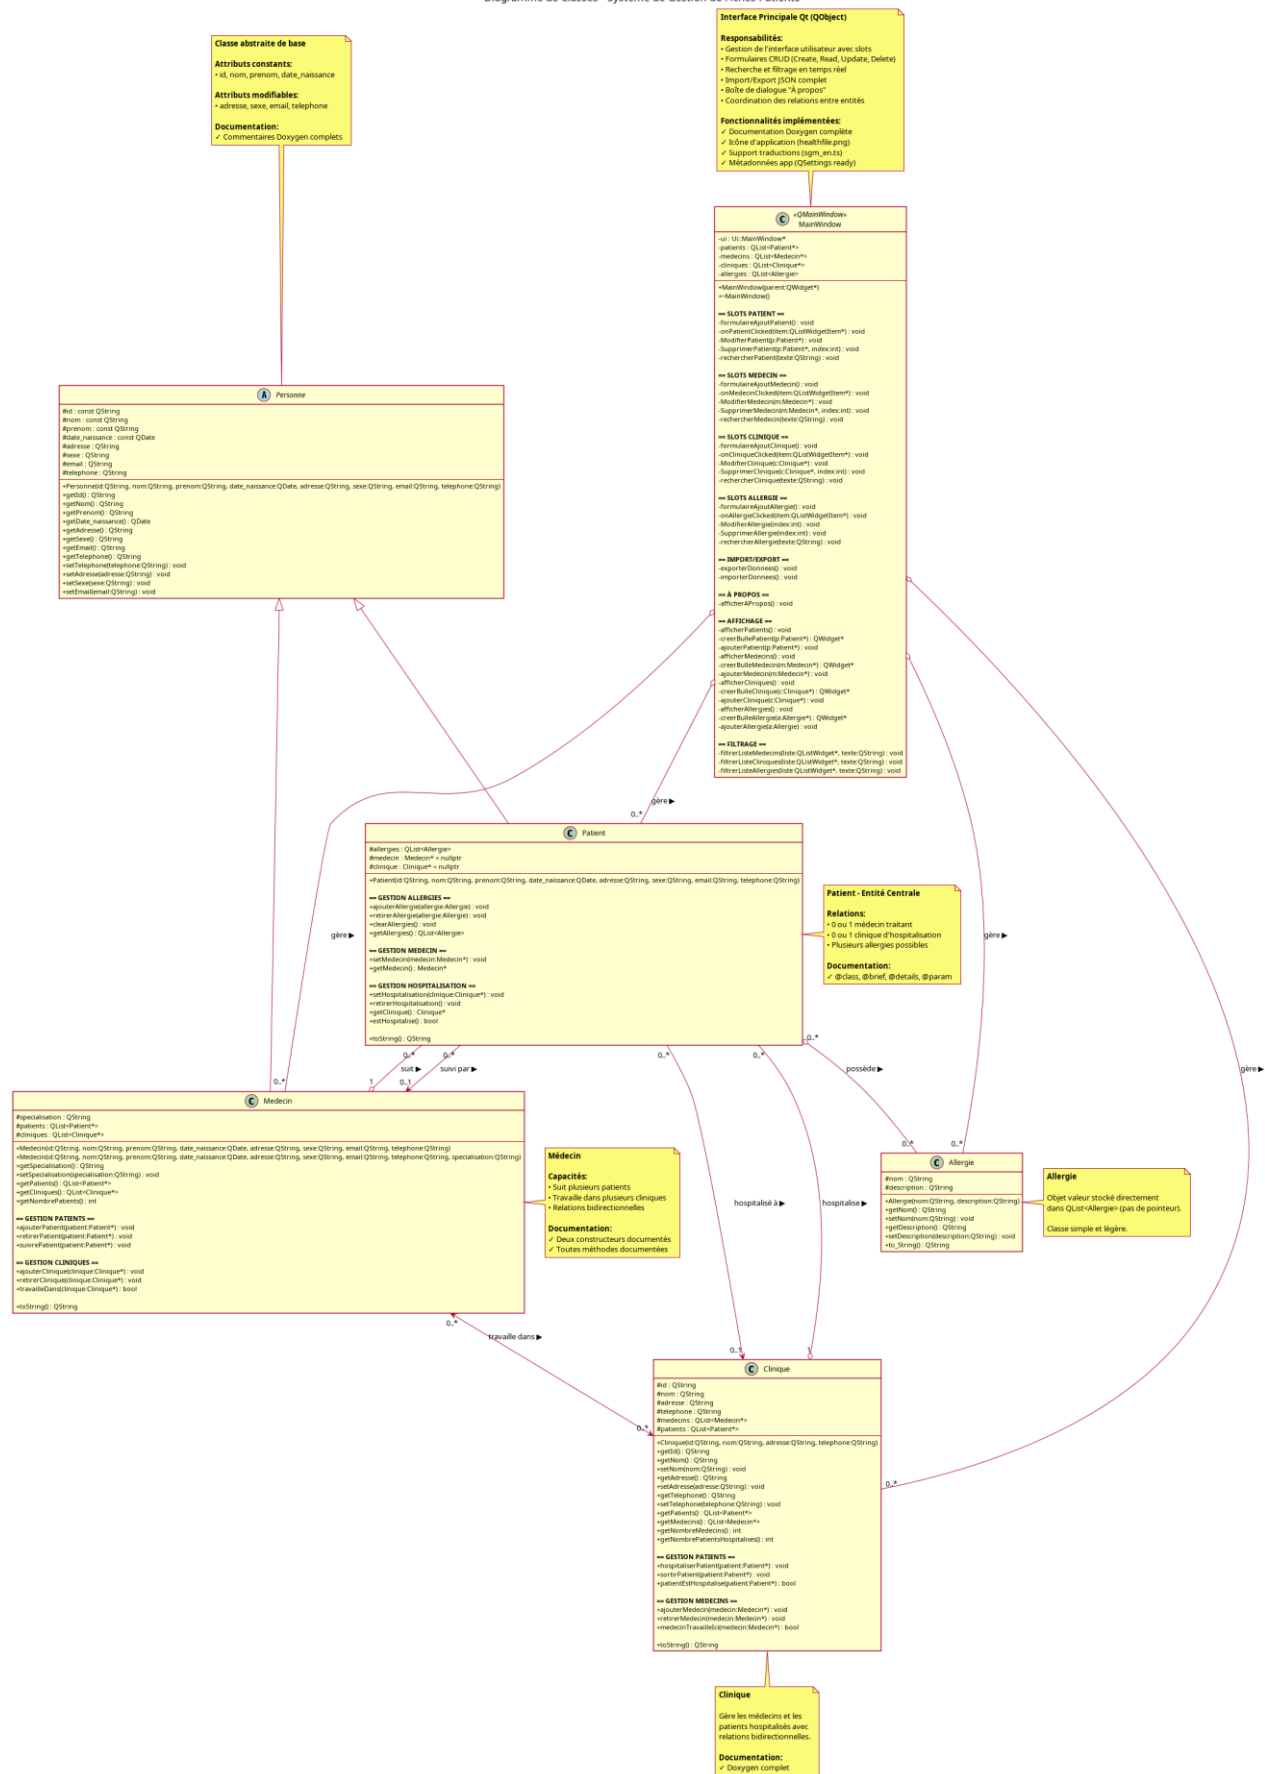 Diagramme de Classes - Système de Gestion de Fiches Patients
Classe abstraite de base
Attributs constants:
• id, nom, prenom, date_naissance
Attributs modifiables:
• adresse, sexe, email, telephone
Documentation:
✓ Commentaires Doxygen complets
Interface Principale Qt (QObject)
Responsabilités:
• Gestion de l'interface utilisateur avec slots
• Formulaires CRUD (Create, Read, Update, Delete)
• Recherche et filtrage en temps réel
• Import/Export JSON complet
• Boîte de dialogue "À propos"
• Coordination des relations entre entités
Fonctionnalités implémentées:
✓ Documentation Doxygen complète
✓ Icône d'application (healthfile.png)
✓ Support traductions (sgm_en.ts)
✓ Métadonnées app (QSettings ready)
C
«QMainWindow»
MainWindow
-ui : Ui::MainWindow*
-patients : QList<Patient*>
-medecins : QList<Medecin*>
-cliniques : QList<Clinique*>
-allergies : QList<Allergie>
+MainWindow(parent:QWidget*)
+~MainWindow()
== SLOTS PATIENT ==
-formulaireAjoutPatient() : void
-onPatientClicked(item:QListWidgetItem*) : void
-ModifierPatient(p:Patient*) : void
-SupprimerPatient(p:Patient*, index:int) : void
-rechercherPatient(texte:QString) : void
== SLOTS MEDECIN ==
-formulaireAjoutMedecin() : void
-onMedecinClicked(item:QListWidgetItem*) : void
-ModifierMedecin(m:Medecin*) : void
-SupprimerMedecin(m:Medecin*, index:int) : void
-rechercherMedecin(texte:QString) : void
== SLOTS CLINIQUE ==
-formulaireAjoutClinique() : void
-onCliniqueClicked(item:QListWidgetItem*) : void
-ModifierClinique(c:Clinique*) : void
-SupprimerClinique(c:Clinique*, index:int) : void
-rechercherClinique(texte:QString) : void
== SLOTS ALLERGIE ==
-formulaireAjoutAllergie() : void
-onAllergieClicked(item:QListWidgetItem*) : void
-ModifierAllergie(index:int) : void
-SupprimerAllergie(index:int) : void
-rechercherAllergie(texte:QString) : void
== IMPORT/EXPORT ==
-exporterDonnees() : void
-importerDonnees() : void
== À PROPOS ==
-afficherAPropos() : void
== AFFICHAGE ==
-afficherPatients() : void
-creerBullePatient(p:Patient*) : QWidget*
-ajouterPatient(p:Patient*) : void
-afficherMedecins() : void
-creerBulleMedecin(m:Medecin*) : QWidget*
-ajouterMedecin(m:Medecin*) : void
-afficherCliniques() : void
-creerBulleClinique(c:Clinique*) : QWidget*
-ajouterClinique(c:Clinique*) : void
-afficherAllergies() : void
-creerBulleAllergie(a:Allergie*) : QWidget*
-ajouterAllergie(a:Allergie) : void
== FILTRAGE ==
-filtrerListeMedecins(liste:QListWidget*, texte:QString) : void
-filtrerListeCliniques(liste:QListWidget*, texte:QString) : void
-filtrerListeAllergies(liste:QListWidget*, texte:QString) : void
A
Personne
#id : const QString
#nom : const QString
#prenom : const QString
#date_naissance : const QDate
#adresse : QString
#sexe : QString
#email : QString
#telephone : QString
+Personne(id:QString, nom:QString, prenom:QString, date_naissance:QDate, adresse:QString, sexe:QString, email:QString, telephone:QString)
+getId() : QString
+getNom() : QString
+getPrenom() : QString
+getDate_naissance() : QDate
+getAdresse() : QString
+getSexe() : QString
+getEmail() : QString
+getTelephone() : QString
+setTelephone(telephone:QString) : void
+setAdresse(adresse:QString) : void
+setSexe(sexe:QString) : void
+setEmail(email:QString) : void
gère ▶
0..*
C
Patient
#allergies : QList<Allergie>
#medecin : Medecin* = nullptr
#clinique : Clinique* = nullptr
+Patient(id:QString, nom:QString, prenom:QString, date_naissance:QDate, adresse:QString, sexe:QString, email:QString, telephone:QString)
== GESTION ALLERGIES ==
+ajouterAllergie(allergie:Allergie) : void
+retirerAllergie(allergie:Allergie) : void
+clearAllergies() : void
+getAllergies() : QList<Allergie>
== GESTION MEDECIN ==
+setMedecin(medecin:Medecin*) : void
+getMedecin() : Medecin*
== GESTION HOSPITALISATION ==
+setHospitalisation(clinique:Clinique*) : void
+retirerHospitalisation() : void
+getClinique() : Clinique*
+estHospitalise() : bool
+toString() : QString
Patient - Entité Centrale
Relations:
• 0 ou 1 médecin traitant
• 0 ou 1 clinique d'hospitalisation
• Plusieurs allergies possibles
Documentation:
✓ @class, @brief, @details, @param
gère ▶
gère ▶
gère ▶
0..*
0..*
0..*
0..*
0..*
suit ▶
suivi par ▶
possède ▶
0..*
1
0..1
0..*
0..*
C
Medecin
#specialisation : QString
#patients : QList<Patient*>
#cliniques : QList<Clinique*>
+Medecin(id:QString, nom:QString, prenom:QString, date_naissance:QDate, adresse:QString, sexe:QString, email:QString, telephone:QString)
+Medecin(id:QString, nom:QString, prenom:QString, date_naissance:QDate, adresse:QString, sexe:QString, email:QString, telephone:QString, specialisation:QString)
+getSpecialisation() : QString
+setSpecialisation(specialisation:QString) : void
+getPatients() : QList<Patient*>
+getCliniques() : QList<Clinique*>
+getNombrePatients() : int
== GESTION PATIENTS ==
+ajouterPatient(patient:Patient*) : void
+retirerPatient(patient:Patient*) : void
+suivrePatient(patient:Patient*) : void
== GESTION CLINIQUES ==
+ajouterClinique(clinique:Clinique*) : void
+retirerClinique(clinique:Clinique*) : void
+travailleDans(clinique:Clinique*) : bool
+toString() : QString
Médecin
Capacités:
• Suit plusieurs patients
• Travaille dans plusieurs cliniques
• Relations bidirectionnelles
Documentation:
✓ Deux constructeurs documentés
✓ Toutes méthodes documentées
hospitalisé à ▶
hospitalise ▶
C
Allergie
#nom : QString
#description : QString
+Allergie(nom:QString, description:QString)
+getNom() : QString
+setNom(nom:QString) : void
+getDescription() : QString
+setDescription(description:QString) : void
+to_String() : QString
Allergie
Objet valeur stocké directement
dans QList<Allergie> (pas de pointeur).
Classe simple et légère.
0..*
travaille dans ▶
0..*
0..1
1
0..*
C
Clinique
#id : QString
#nom : QString
#adresse : QString
#telephone : QString
#medecins : QList<Medecin*>
#patients : QList<Patient*>
+Clinique(id:QString, nom:QString, adresse:QString, telephone:QString)
+getId() : QString
+getNom() : QString
+setNom(nom:QString) : void
+getAdresse() : QString
+setAdresse(adresse:QString) : void
+getTelephone() : QString
+setTelephone(telephone:QString) : void
+getPatients() : QList<Patient*>
+getMedecins() : QList<Medecin*>
+getNombreMedecins() : int
+getNombrePatientsHospitalises() : int
== GESTION PATIENTS ==
+hospitaliserPatient(patient:Patient*) : void
+sortirPatient(patient:Patient*) : void
+patientEstHospitalise(patient:Patient*) : bool
== GESTION MEDECINS ==
+ajouterMedecin(medecin:Medecin*) : void
+retirerMedecin(medecin:Medecin*) : void
+medecinTravailleIci(medecin:Medecin*) : bool
+toString() : QString
Clinique
Gère les médecins et les
patients hospitalisés avec
relations bidirectionnelles.
Documentation:
✓ Doxygen complet